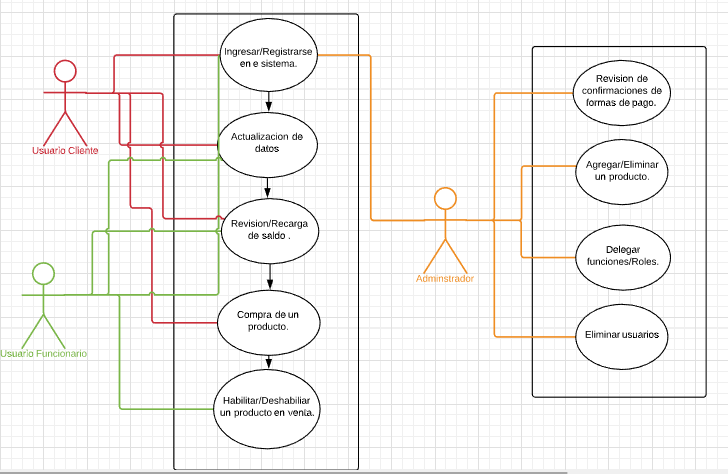 Ingresar/Registrarse
en e sistema.
Actualizacion de
datos
Revision/Recarga
de saldo .
Compra de un
producto.
Habilitar/Deshabiliar
un producto en venta.
Usuario Cliente
Usuario Funcionario
Adminstrador
Revision de
confirmaciones de
formas de pago.
Agregar/Eliminar
un producto.
Delegar
funciones/Roles.
Eliminar usuarios